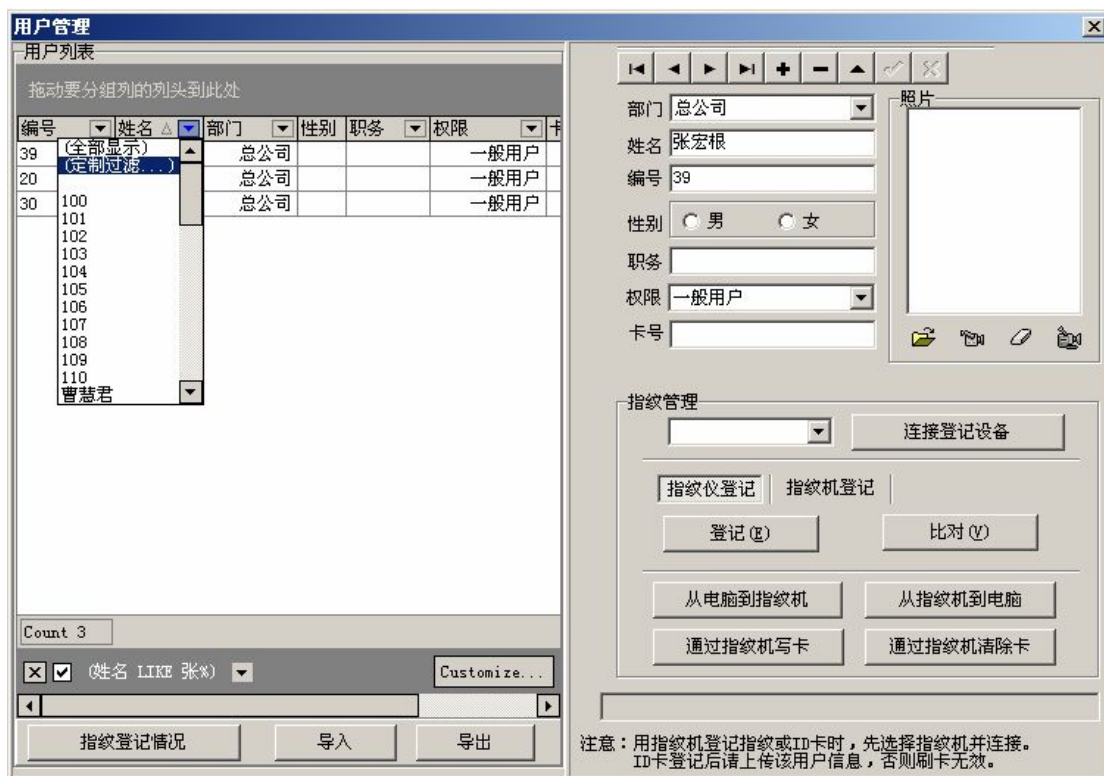 用户管理
用户列表
拖动要分组列的列头到此处
编号 姓名 部门 性别 职务 权限
39 总公司 一般用户
20 总公司 一般用户
30 总公司 一般用户
(全部显示)
(定制过滤...)
100
101
102
103
104
105
106
107
108
109
110
曹慧君
Count 3
(姓名 LIKE 张%)
Customize...
指纹登记情况 导入 导出
部门 总公司
姓名 张宏根
编号 39
性别 男 女
职务
权限 一般用户
卡号
照片
指纹管理
连接登记设备
指纹仪登记 指纹机登记
登记(E) 比对(V)
从电脑到指纹机 从指纹机到电脑
通过指纹机写卡 通过指纹机清除卡
注意：用指纹机登记指纹或ID卡时，先选择指纹机并连接。
ID卡登记后请上传该用户信息，否则刷卡无效。